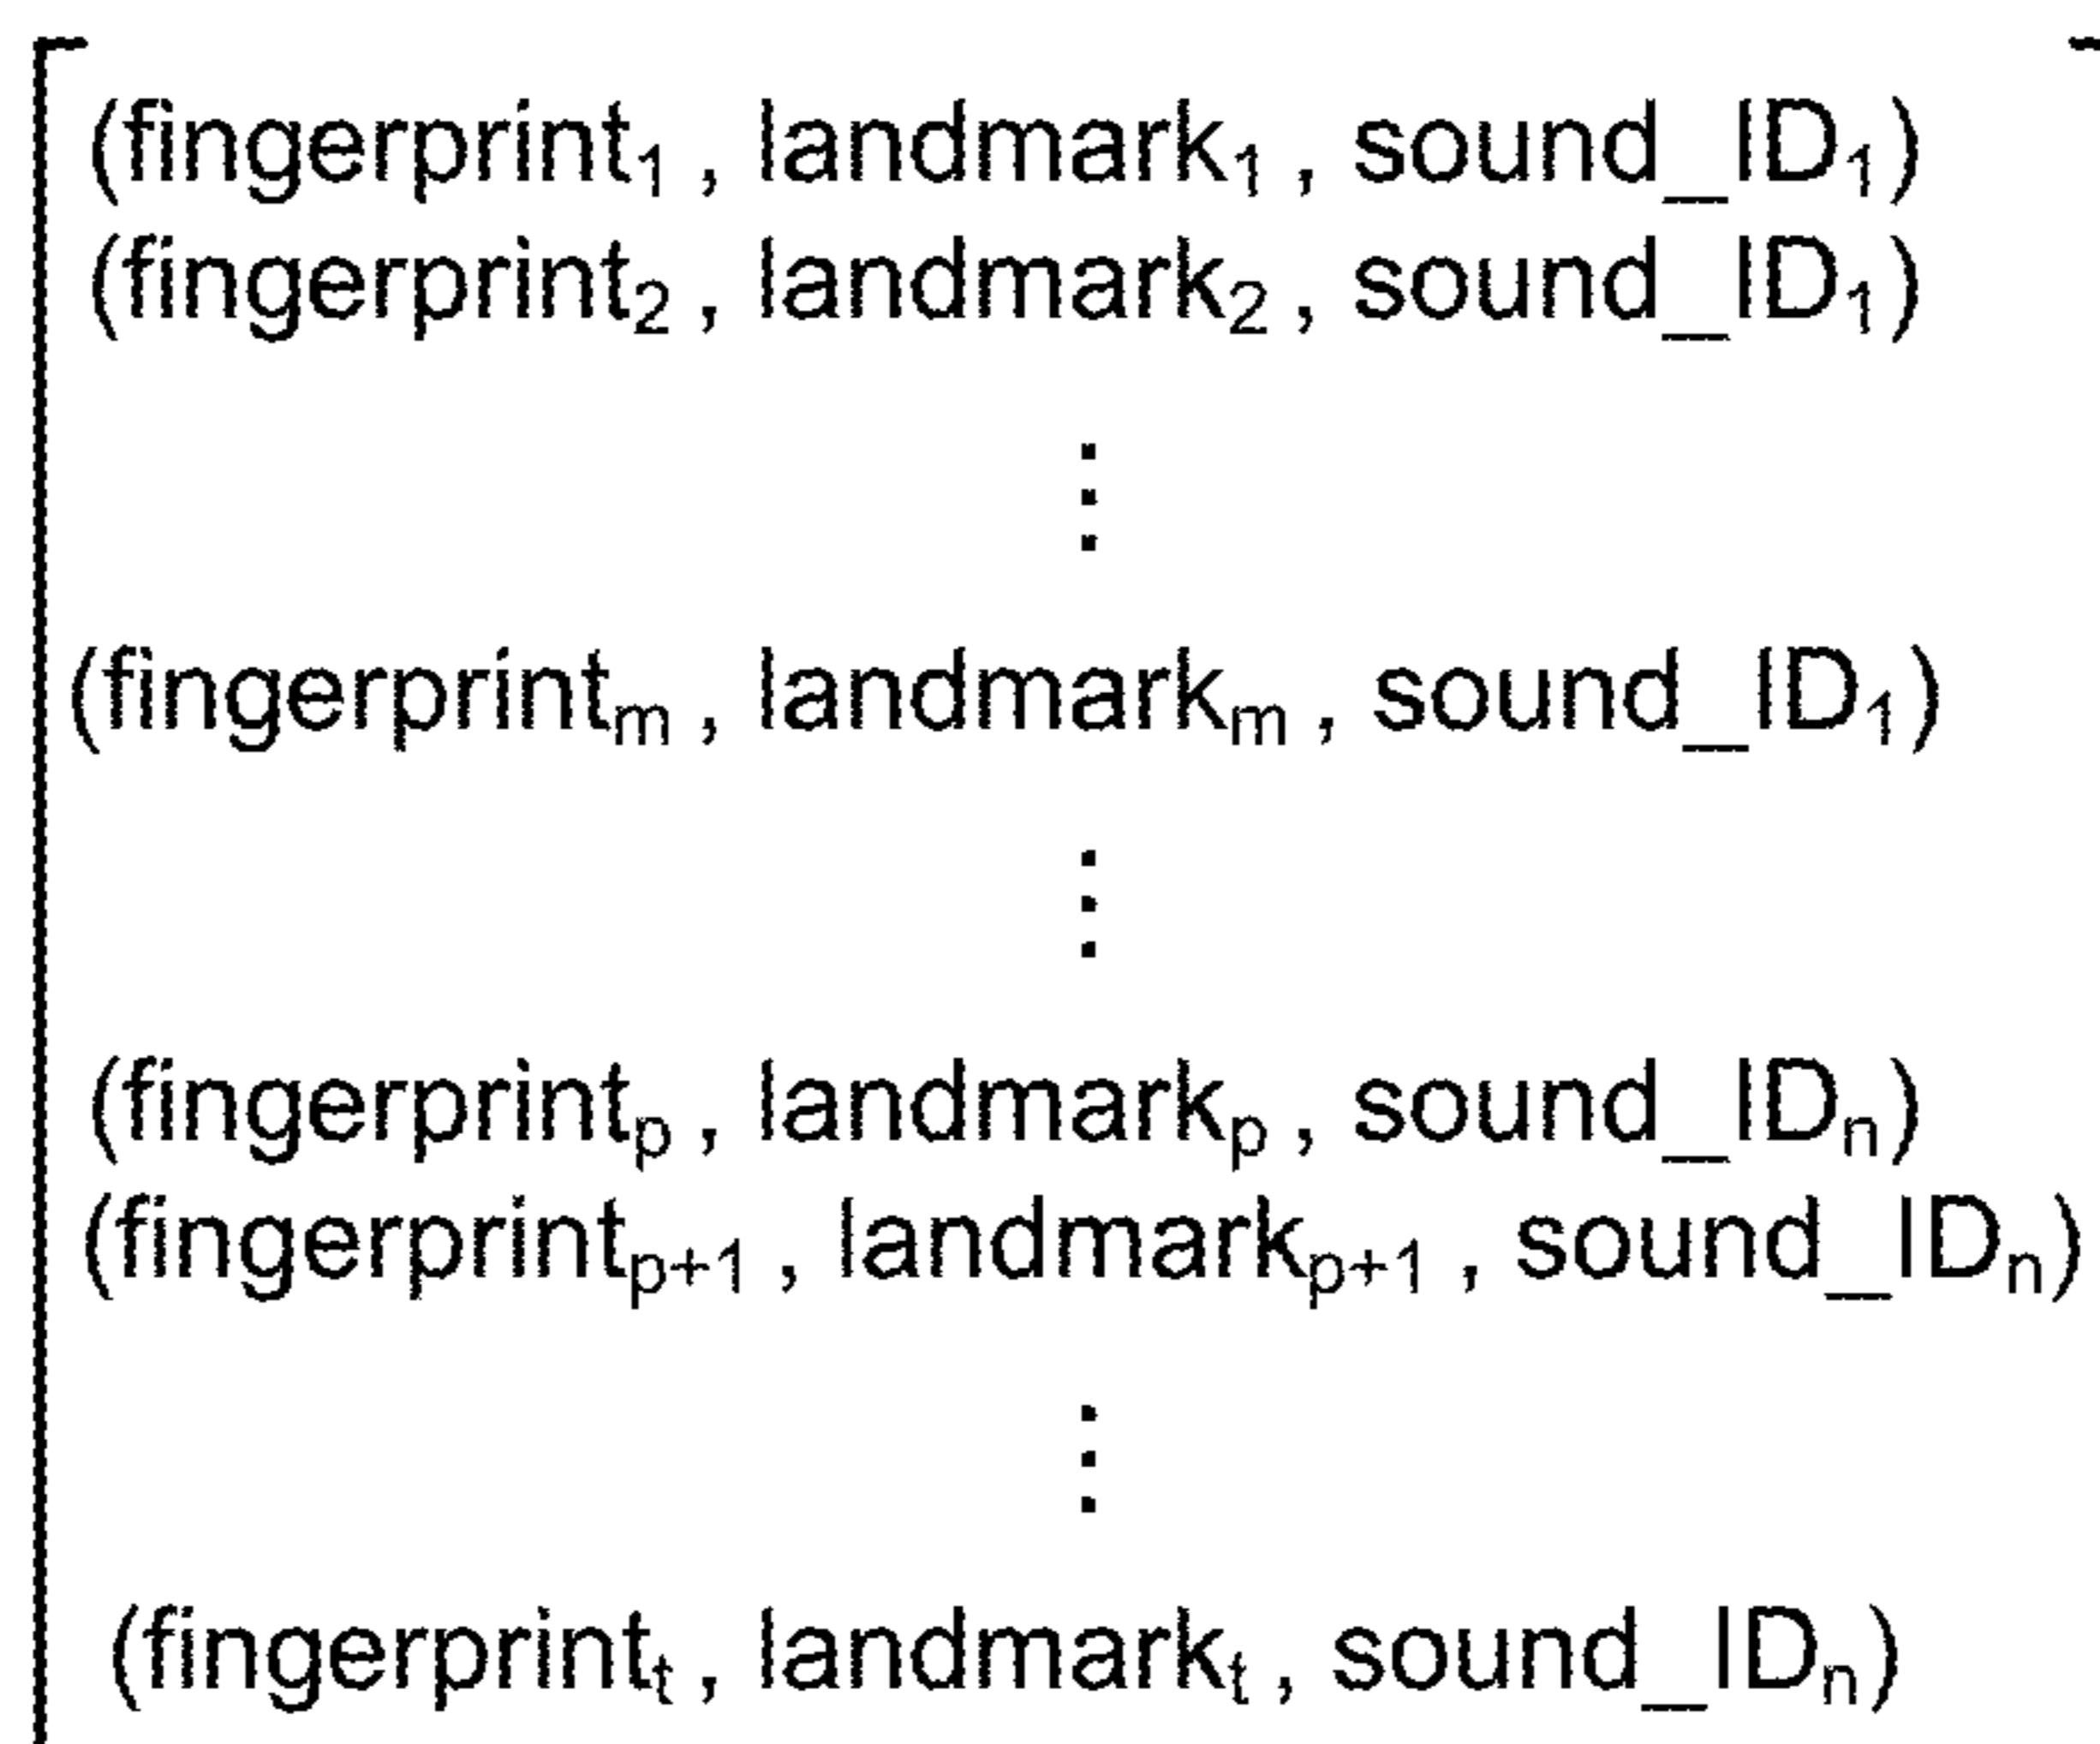 (fingerprint₁, landmark₁, sound_ID₁)
(fingerprint₂, landmark₂, sound_ID₁)
⋮
(fingerprintₘ, landmarkₘ, sound_ID₁)
⋮
(fingerprintₚ, landmarkₚ, sound_IDₙ)
(fingerprintₚ₊₁, landmarkₚ₊₁, sound_IDₙ)
⋮
(fingerprintₜ, landmarkₜ, sound_IDₙ)